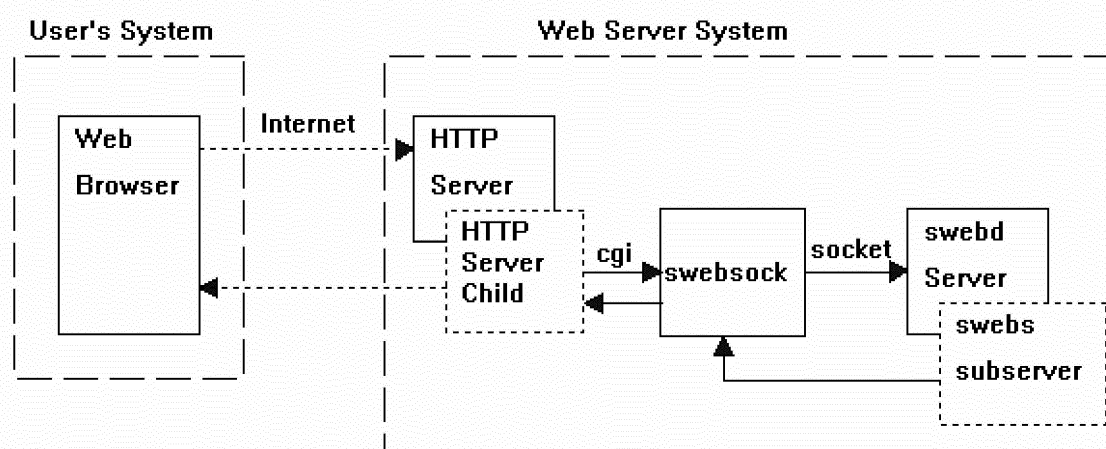 User's System
Web Server System
Internet
Web
Browser
HTTP
Server
HTTP
Server
Child
cgi
swebsock
socket
swebd
Server
swebs
subserver